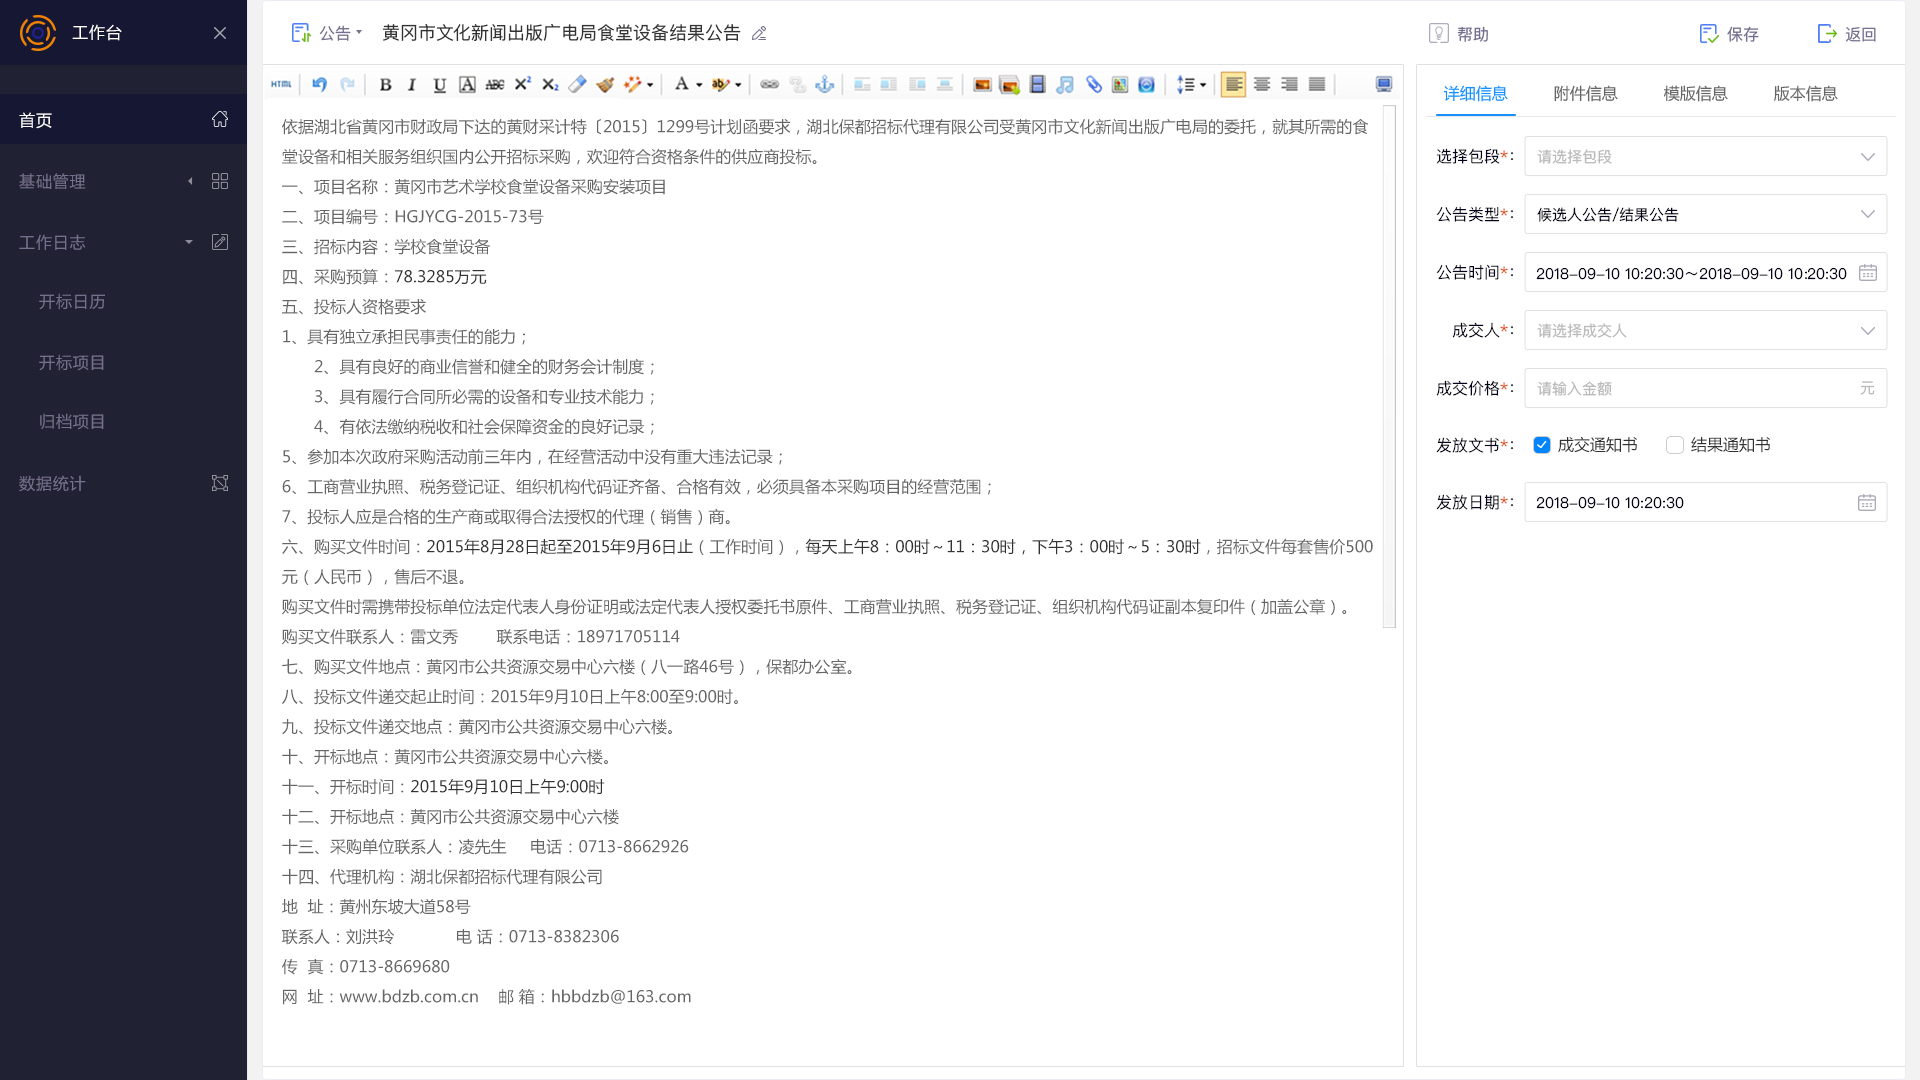 工作台
首页
基础管理
工作日志
开标日历
开标项目
归档项目
数据统计
公告
黄冈市文化新闻出版广电局食堂设备结果公告
帮助
保存
返回
HTML
B I U A ABC X² X₂ A ab
依据湖北省黄冈市财政局下达的黄财采计特〔2015〕1299号计划函要求，湖北保都招标代理有限公司受黄冈市文化新闻出版广电局的委托，就其所需的食
堂设备和相关服务组织国内公开招标采购，欢迎符合资格条件的供应商投标。
一、项目名称：黄冈市艺术学校食堂设备采购安装项目
二、项目编号：HGJYCG-2015-73号
三、招标内容：学校食堂设备
四、采购预算：78.3285万元
五、投标人资格要求
1、具有独立承担民事责任的能力；
2、具有良好的商业信誉和健全的财务会计制度；
3、具有履行合同所必需的设备和专业技术能力；
4、有依法缴纳税收和社会保障资金的良好记录；
5、参加本次政府采购活动前三年内，在经营活动中没有重大违法记录；
6、工商营业执照、税务登记证、组织机构代码证齐备、合格有效，必须具备本采购项目的经营范围；
7、投标人应是合格的生产商或取得合法授权的代理（销售）商。
六、购买文件时间：2015年8月28日起至2015年9月6日止（工作时间），每天上午8：00时～11：30时，下午3：00时～5：30时，招标文件每套售价500
元（人民币），售后不退。
购买文件时需携带投标单位法定代表人身份证明或法定代表人授权委托书原件、工商营业执照、税务登记证、组织机构代码证副本复印件（加盖公章）。
购买文件联系人：雷文秀 联系电话：18971705114
七、购买文件地点：黄冈市公共资源交易中心六楼（八一路46号），保都办公室。
八、投标文件递交起止时间：2015年9月10日上午8:00至9:00时。
九、投标文件递交地点：黄冈市公共资源交易中心六楼。
十、开标地点：黄冈市公共资源交易中心六楼。
十一、开标时间：2015年9月10日上午9:00时
十二、开标地点：黄冈市公共资源交易中心六楼
十三、采购单位联系人：凌先生 电话：0713-8662926
十四、代理机构：湖北保都招标代理有限公司
地 址：黄州东坡大道58号
联系人：刘洪玲 电 话：0713-8382306
传 真：0713-8669680
网 址：www.bdzb.com.cn 邮 箱：hbbdzb@163.com
详细信息 附件信息 模版信息 版本信息
选择包段*： 请选择包段
公告类型*： 候选人公告/结果公告
公告时间*： 2018-09-10 10:20:30～2018-09-10 10:20:30
成交人*： 请选择成交人
成交价格*： 请输入金额 元
发放文书*： 成交通知书 结果通知书
发放日期*： 2018-09-10 10:20:30